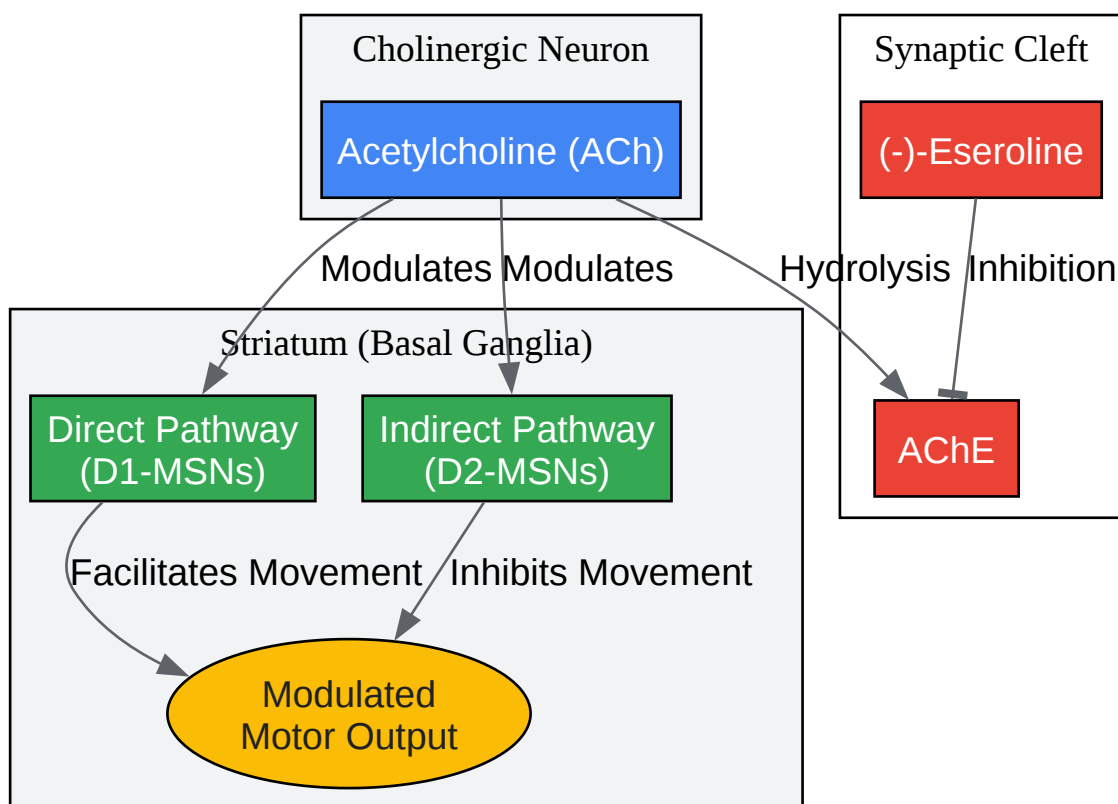 Cholinergic Neuron
Synaptic Cleft
Acetylcholine (ACh)
(-)-Eseroline
Modulates
Modulates
Hydrolysis
Inhibition
Striatum (Basal Ganglia)
Direct Pathway
(D1-MSNs)
Indirect Pathway
(D2-MSNs)
AChE
Facilitates Movement
Inhibits Movement
Modulated
Motor Output